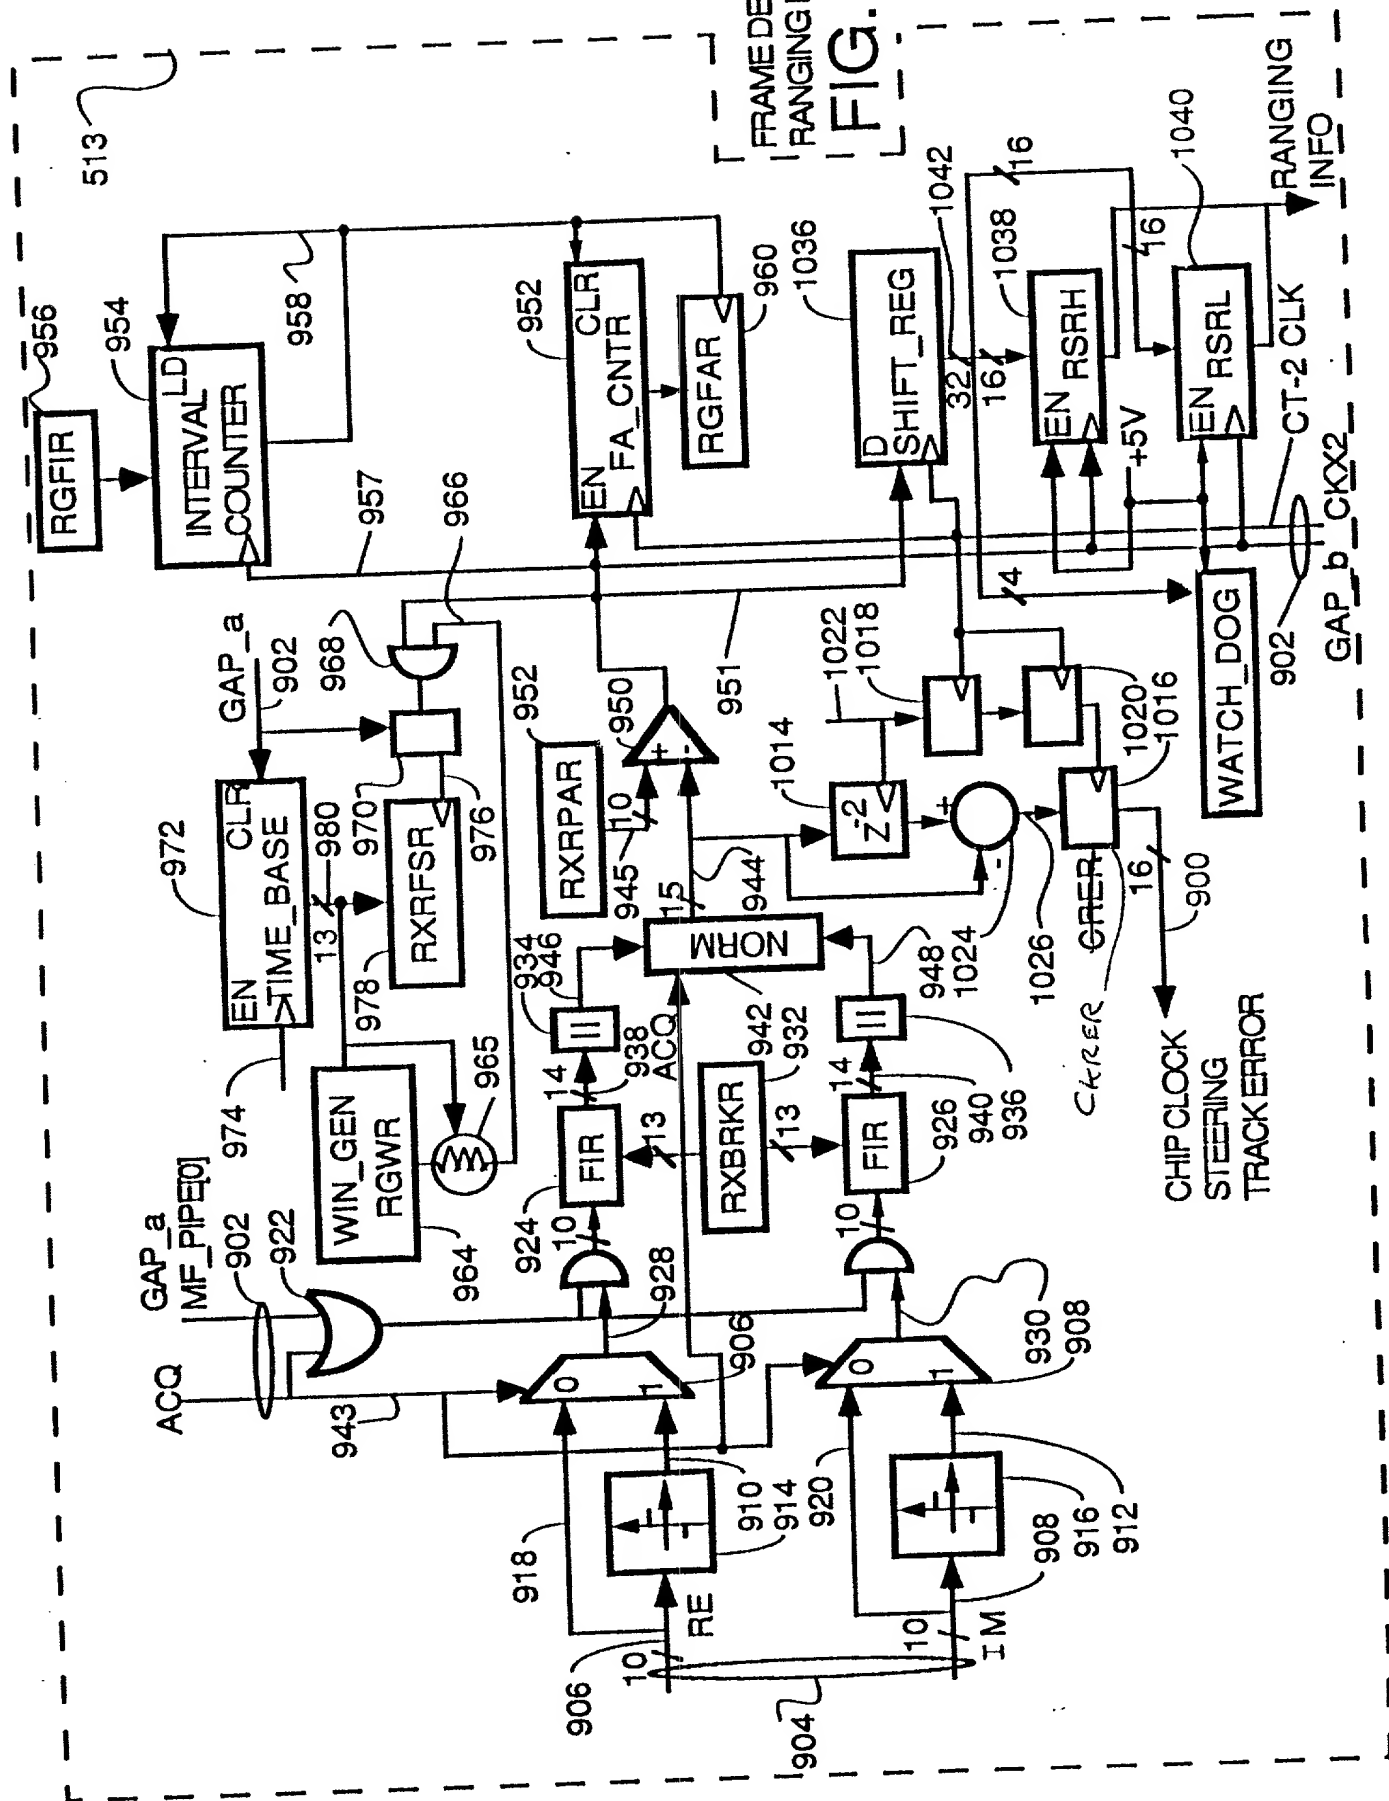 FRAME DE
RANGING
FIG.
513
956
RGFIR
954
LD
INTERVAL
COUNTER
958
957
966
952
EN
CLR
FA_CNTR
RGFAR
960
1036
D
SHIFT_REG
1042
32
16
16
1038
EN
RSRH
16
1040
EN
RSRL
RANGING
INFO
+5V
CT-2 CLK
CKX2
GAP_b
902
4
WATCH_DOG
GAP_a
902
968
972
EN
CLR
TIME_BASE
974
13
980
970
976
978
RXRFSR
952
RXRPAR
950
+
-
945
10
951
15
944
1022
1018
1014
Z-2
+
-
1020
1016
1024
1026
CRER
CKRER
16
900
CHIP CLOCK
STEERING
TRACK ERROR
934
946
NORM
948
942
932
ACQ
938
14
965
WIN_GEN
RGWR
964
FIR
924
10
13
RXBRKR
13
14
940
936
FIR
926
10
GAP_a
MF_PIPE[0]
902
922
ACQ
943
928
906
0
1
930
908
0
1
918
910
914
920
908
916
912
906
10
RE
10
IM
904